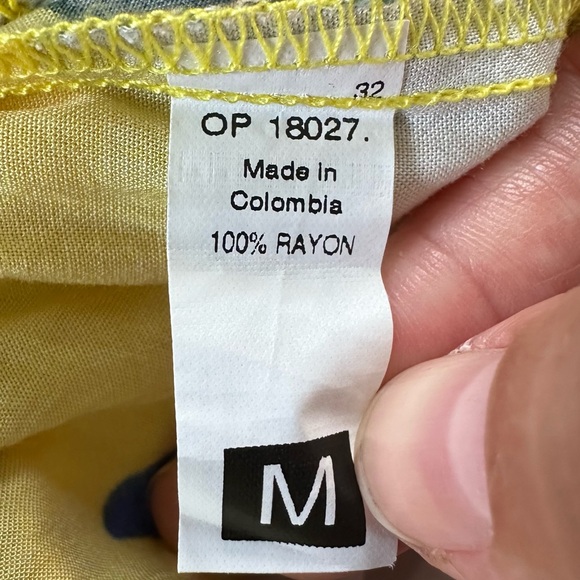 32
OP 18027.
Made in
Colombia
100% RAYON
M